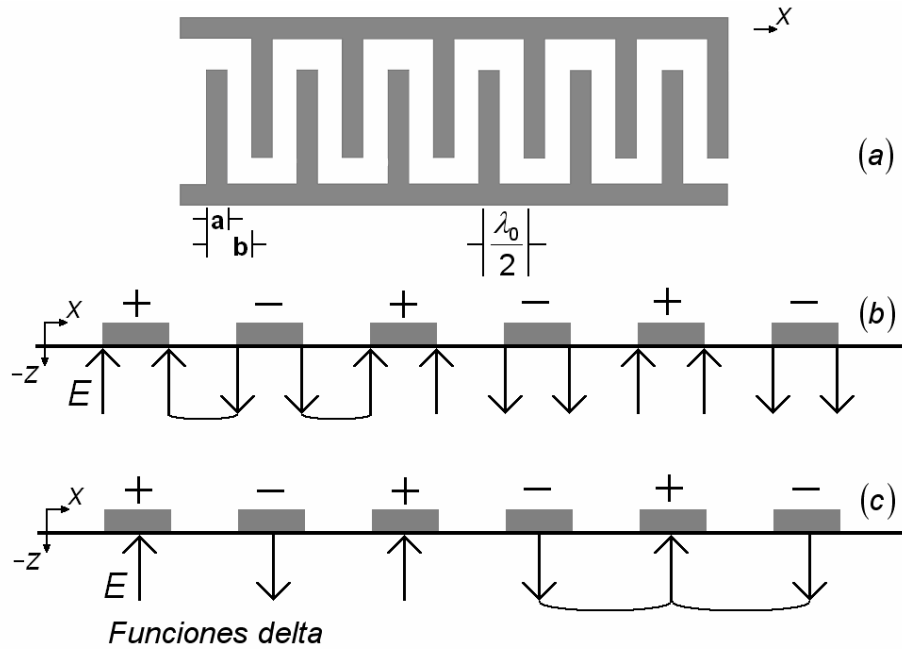 x
(a)
a
b
λ₀/2
+ − + − + −
(b)
x
-z
E
+ − + − + −
(c)
x
-z
E
Funciones delta